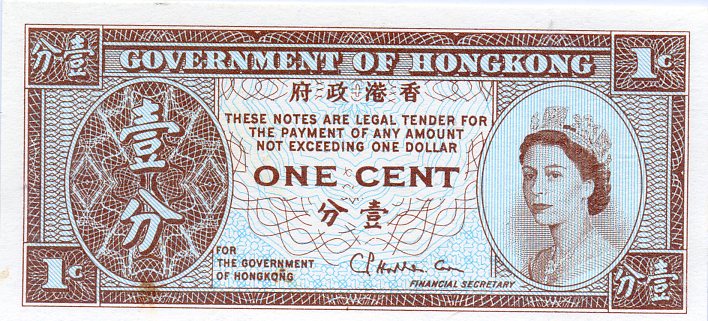 分壹
GOVERNMENT OF HONGKONG
1C
府政港香
THESE NOTES ARE LEGAL TENDER FOR
THE PAYMENT OF ANY AMOUNT
NOT EXCEEDING ONE DOLLAR
壹
分
ONE CENT
分壹
FOR
THE GOVERNMENT
OF HONGKONG
FINANCIAL SECRETARY
1C
分壹